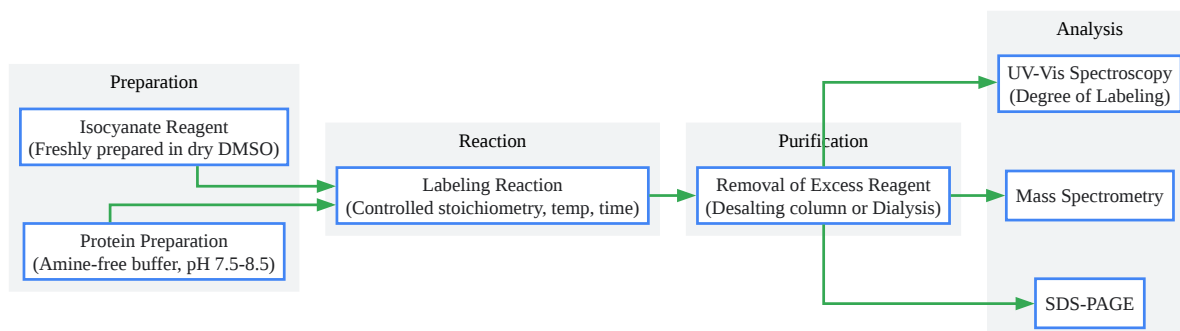 Preparation
Isocyanate Reagent
(Freshly prepared in dry DMSO)
Protein Preparation
(Amine-free buffer, pH 7.5-8.5)
Reaction
Labeling Reaction
(Controlled stoichiometry, temp, time)
Purification
Removal of Excess Reagent
(Desalting column or Dialysis)
Analysis
UV-Vis Spectroscopy
(Degree of Labeling)
Mass Spectrometry
SDS-PAGE